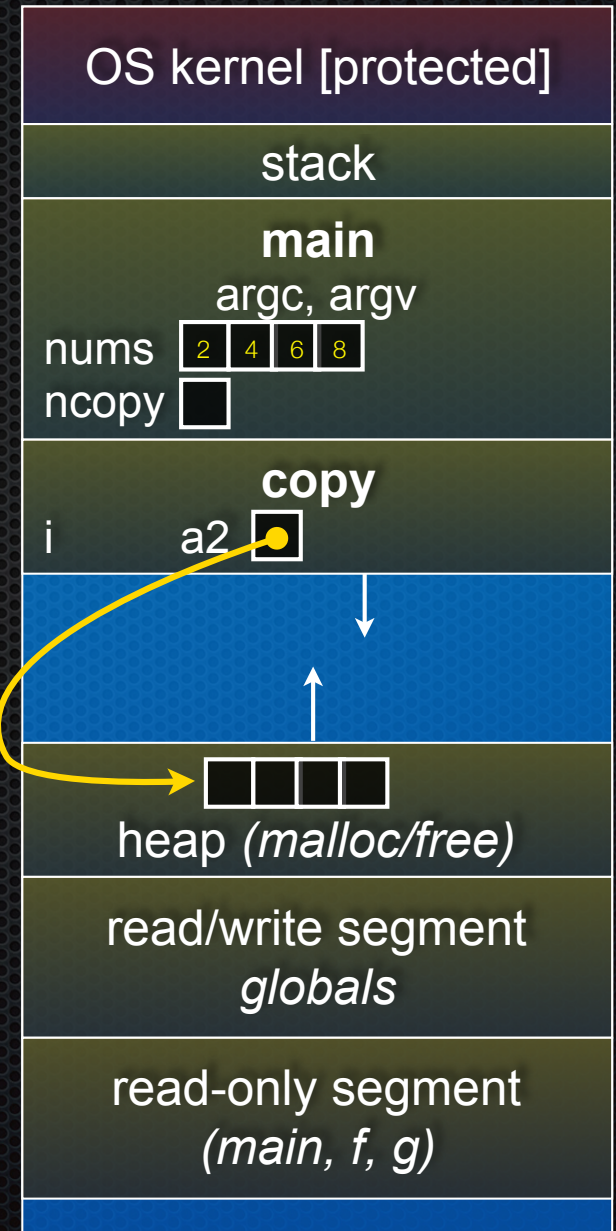 OS kernel [protected]
stack
main
argc, argv
nums 2 4 6 8
ncopy
copy
i a2
heap (malloc/free)
read/write segment
globals
read-only segment
(main, f, g)